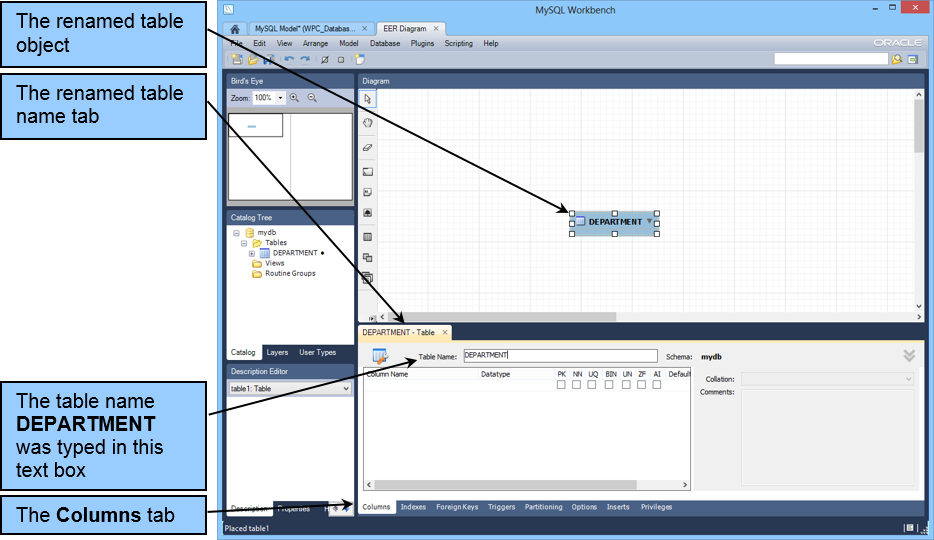 The renamed table
object
The renamed table
name tab
The table name
DEPARTMENT
was typed in this
text box
The Columns tab
MySQL Workbench
MySQL Model* (WPC_Databas...
EER Diagram
File Edit View Arrange Model Database Plugins Scripting Help
ORACLE
Bird's Eye
Zoom: 100%
Diagram
DEPARTMENT
Catalog Tree
mydb
Tables
DEPARTMENT
Views
Routine Groups
Catalog Layers User Types
Description Editor
table1: Table
Description Properties H
DEPARTMENT - Table
Table Name: DEPARTMENT
Schema: mydb
Column Name Datatype PK NN UQ BIN UN ZF AI Default
Collation:
Comments:
Columns Indexes Foreign Keys Triggers Partitioning Options Inserts Privileges
Placed table1